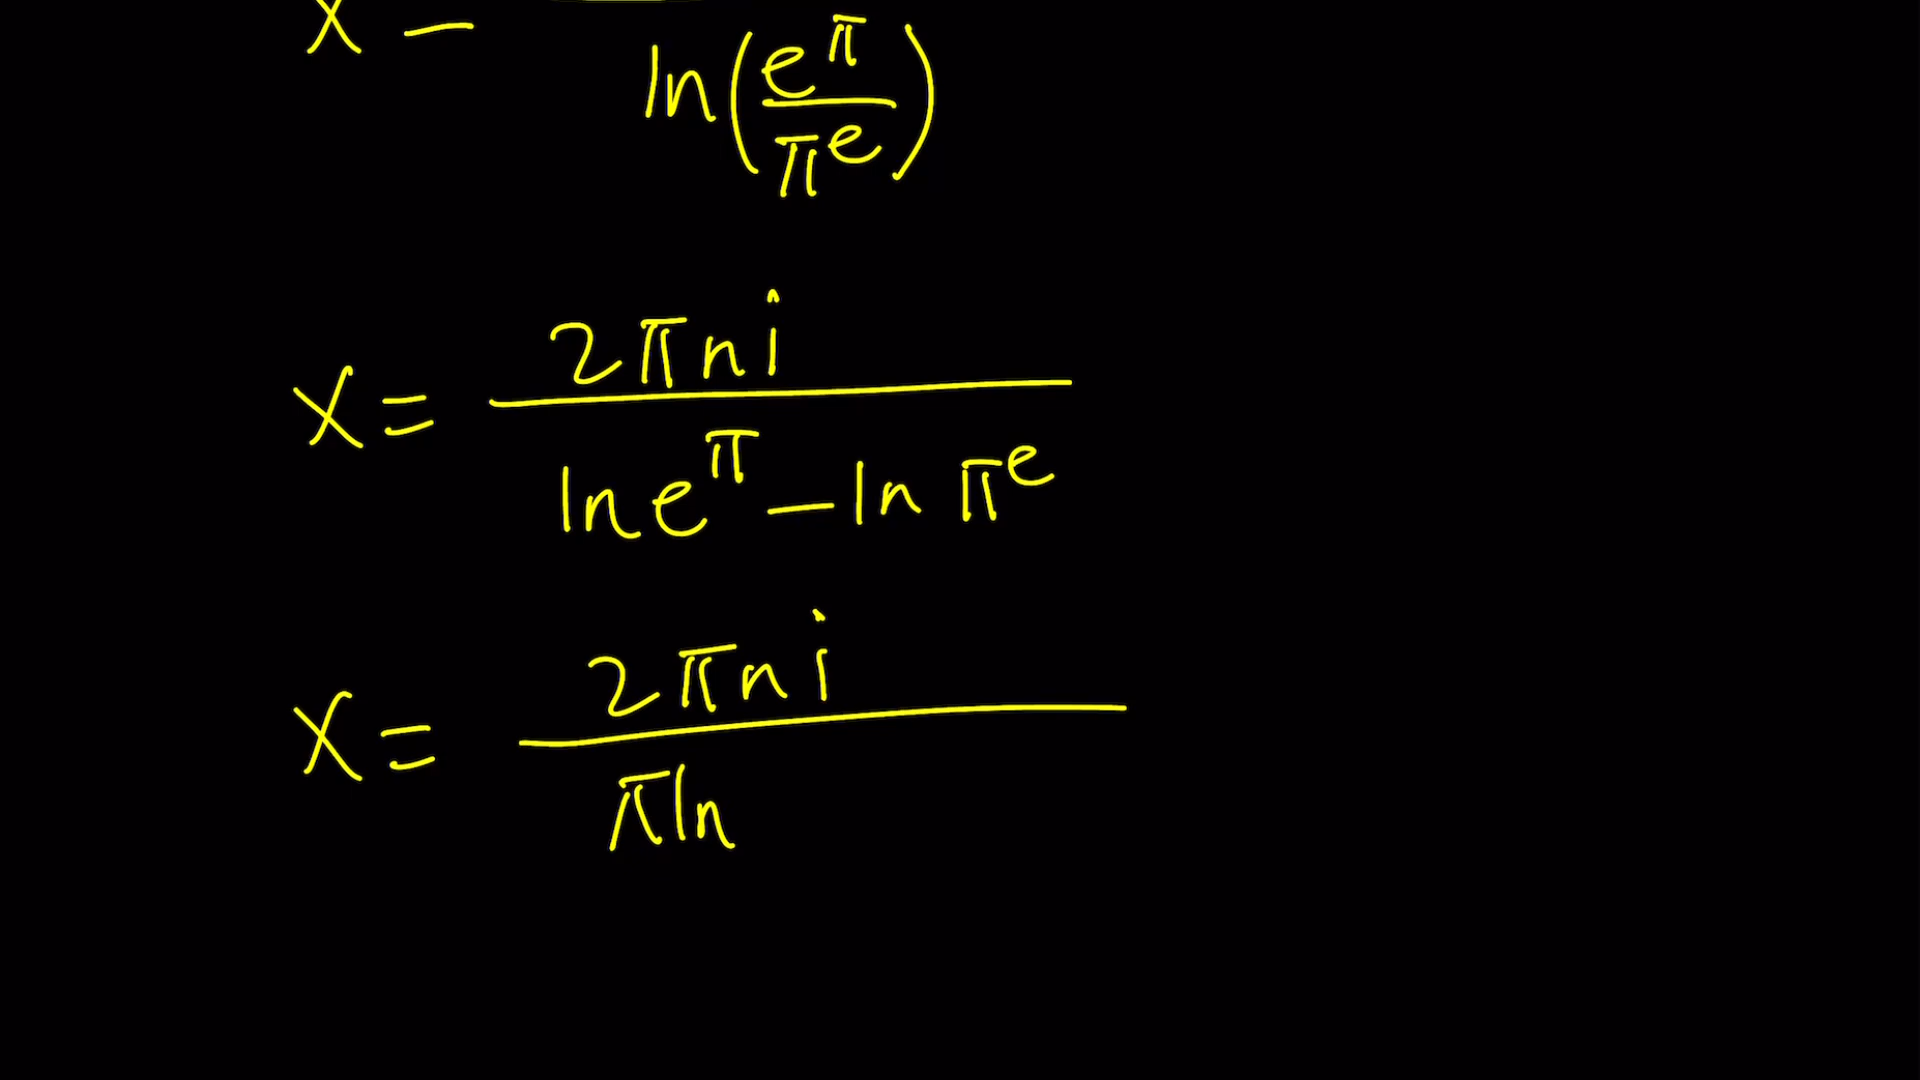 x = 
ln(e^π/π^e)
x = 2πni
ln e^π − ln π^e
x = 2πni
π ln